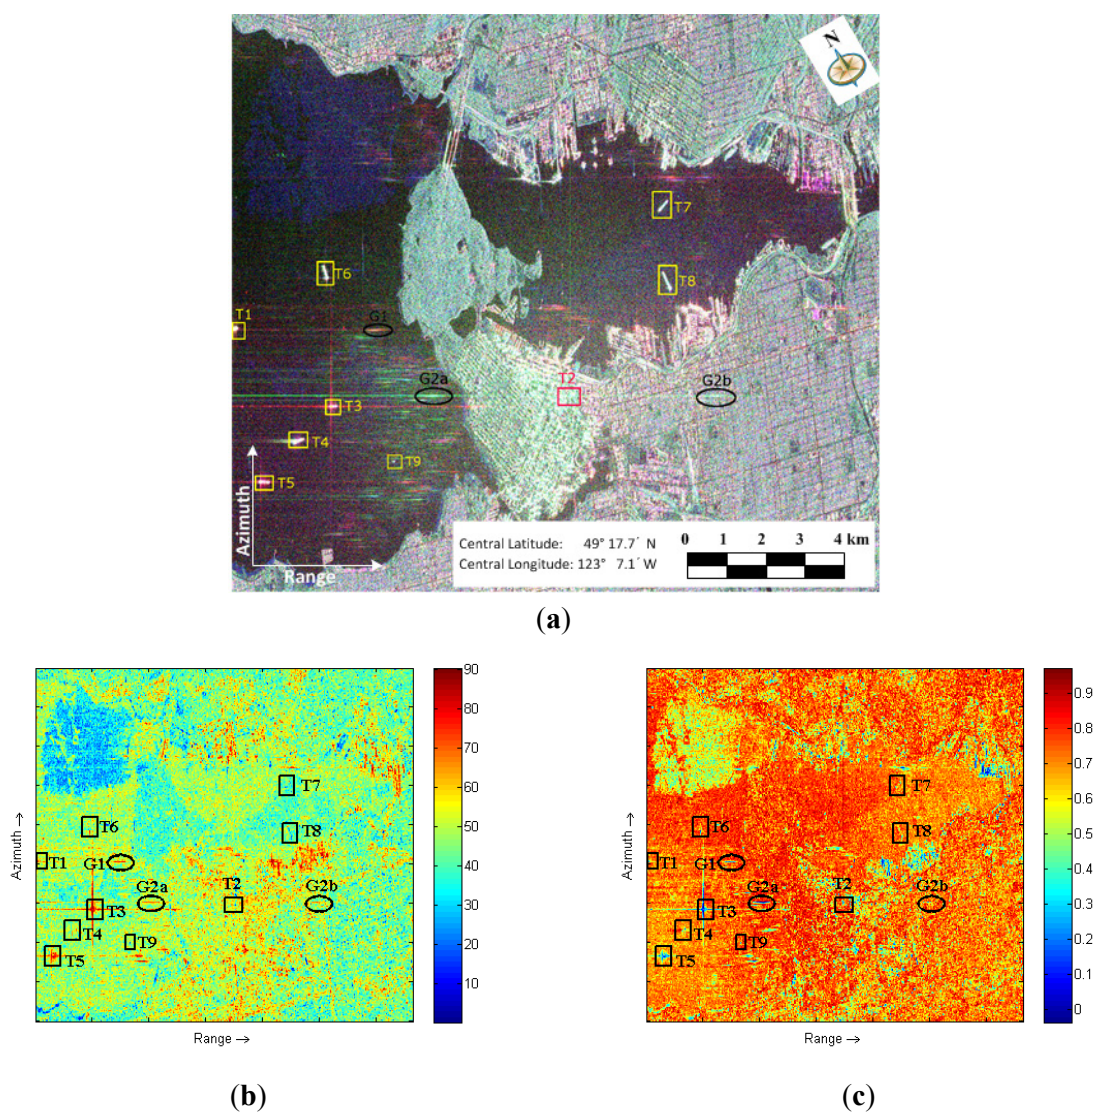 N
T7
T6
T8
T1
G1
G2a
T2
G2b
T3
T4
T9
T5
Azimuth
Range
Central Latitude: 49° 17.7´ N
Central Longitude: 123° 7.1´ W
0 1 2 3 4 km
(a)
90
80
70
60
50
40
30
20
10
T7
T6
T8
T1
G1
G2a
T2
G2b
T3
T4
T9
T5
Azimuth →
Range →
(b)
0.9
0.8
0.7
0.6
0.5
0.4
0.3
0.2
0.1
0
T7
T6
T8
T1
G1
G2a
T2
G2b
T3
T4
T9
T5
Azimuth →
Range →
(c)